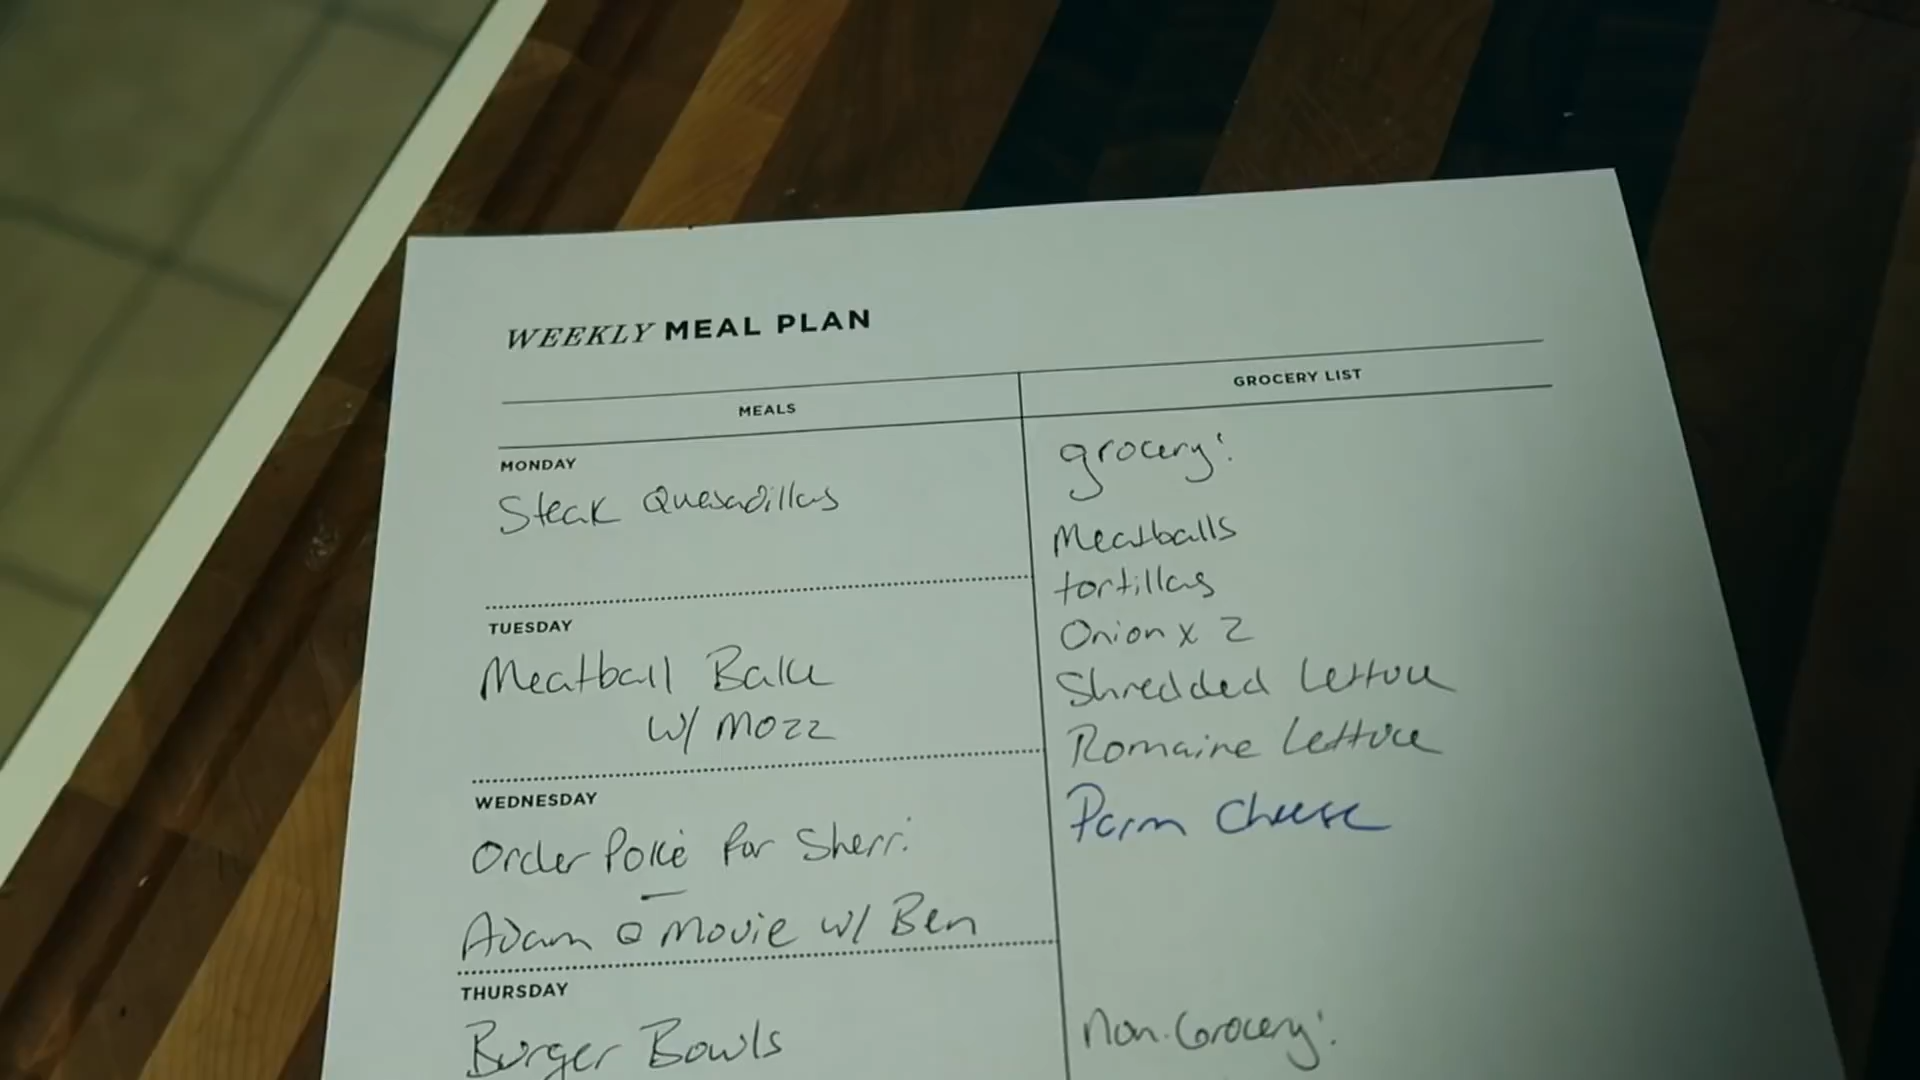 WEEKLY MEAL PLAN
MEALS
MONDAY
Steak Quesadillas
TUESDAY
Meatball Bake
w/ Mozz
WEDNESDAY
Order Poké for Sherri
Adam @ Movie w/ Ben
THURSDAY
Burger Bowls
GROCERY LIST
grocery:
Meatballs
tortillas
Onion x 2
Shredded Lettuce
Romaine Lettuce
Parm Cheese
Non-Grocery: